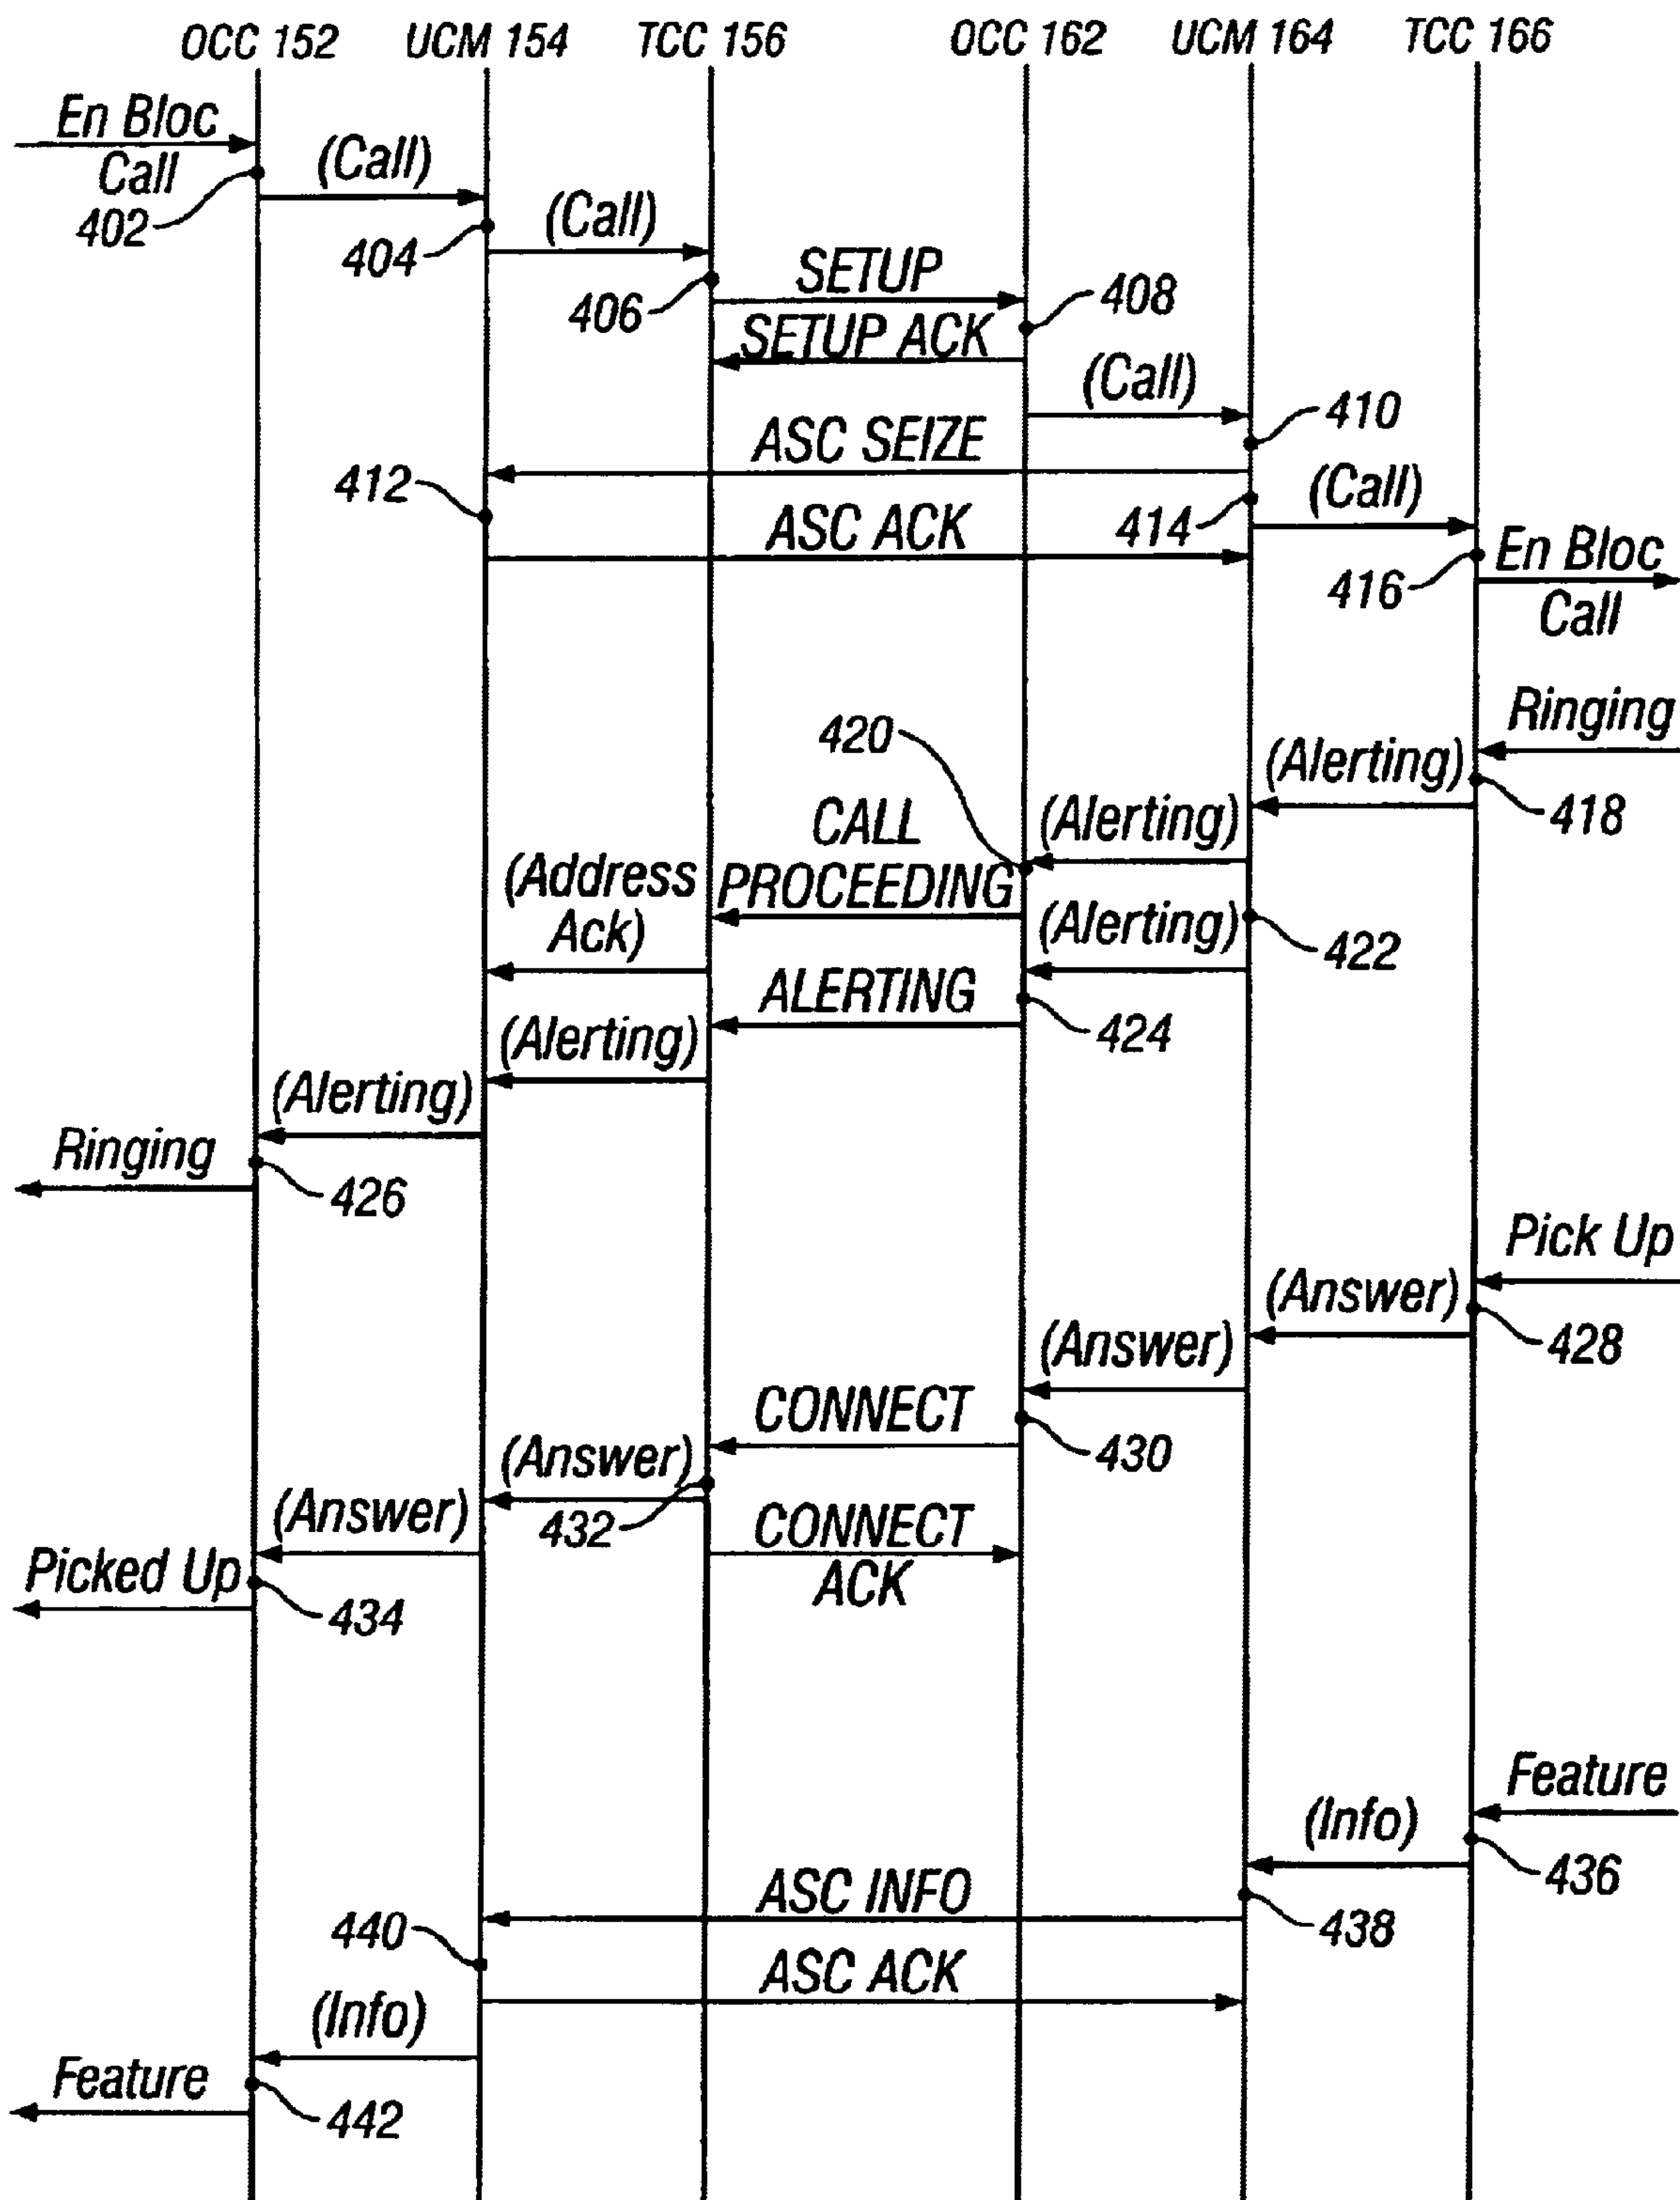 OCC 152 UCM 154 TCC 156 OCC 162 UCM 164 TCC 166
En Bloc
Call
402
(Call)
404
(Call)
406
SETUP
408
SETUP ACK
(Call)
410
ASC SEIZE
412
414
(Call)
ASC ACK
416
En Bloc
Call
Ringing
420
(Alerting)
418
CALL
PROCEEDING
(Alerting)
(Address
Ack)
(Alerting)
422
ALERTING
424
(Alerting)
(Alerting)
Ringing
426
Pick Up
(Answer)
428
(Answer)
CONNECT
430
(Answer)
432
(Answer)
CONNECT
ACK
Picked Up
434
Feature
(Info)
436
ASC INFO
438
440
ASC ACK
(Info)
Feature
442